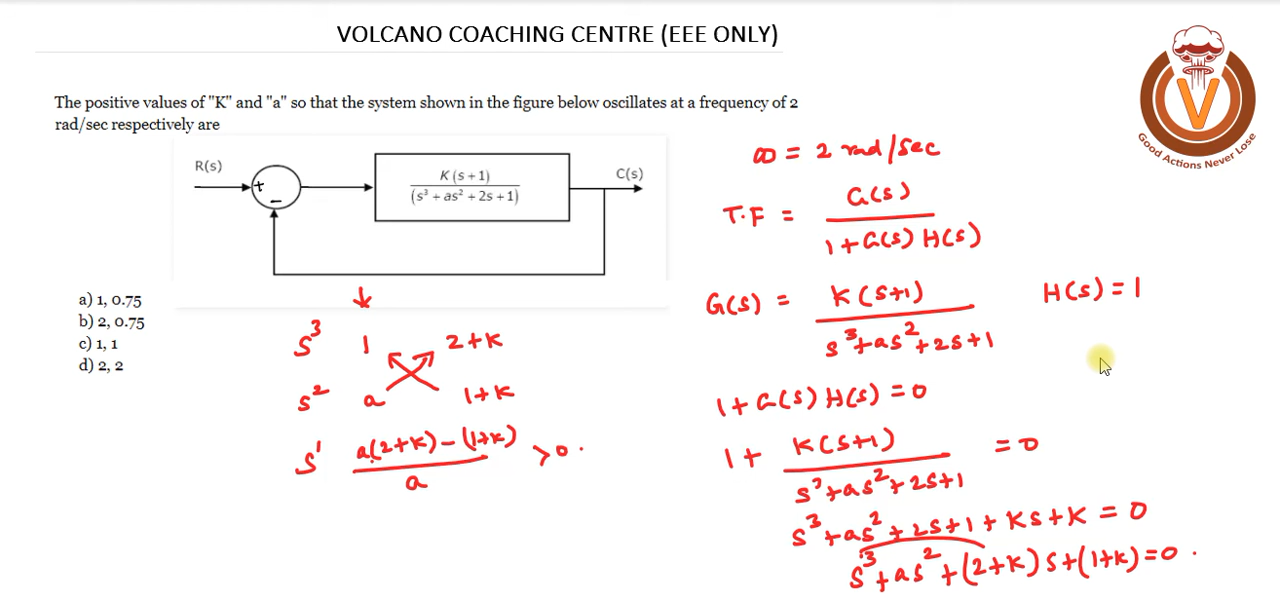 VOLCANO COACHING CENTRE (EEE ONLY)
V
Good Actions Never Lose
The positive values of "K" and "a" so that the system shown in the figure below oscillates at a frequency of 2
rad/sec respectively are
R(s)
+
−
K (s + 1)
(s³ + as² + 2s + 1)
C(s)
a) 1, 0.75
b) 2, 0.75
c) 1, 1
d) 2, 2
s³ 1 2+k
s² a 1+k
s¹ a(2+k)-(1+k) / a >0.
ω = 2 rad/sec
T.F = G(s) / 1+G(s) H(s)
G(s) = K(s+1) / s³+as²+2s+1 H(s) = 1
1+G(s) H(s) = 0
1+ K(s+1) / s³+as²+2s+1 = 0
s³+as²+2s+1+Ks+K = 0
s³+as²+(2+k)s+(1+k)=0.